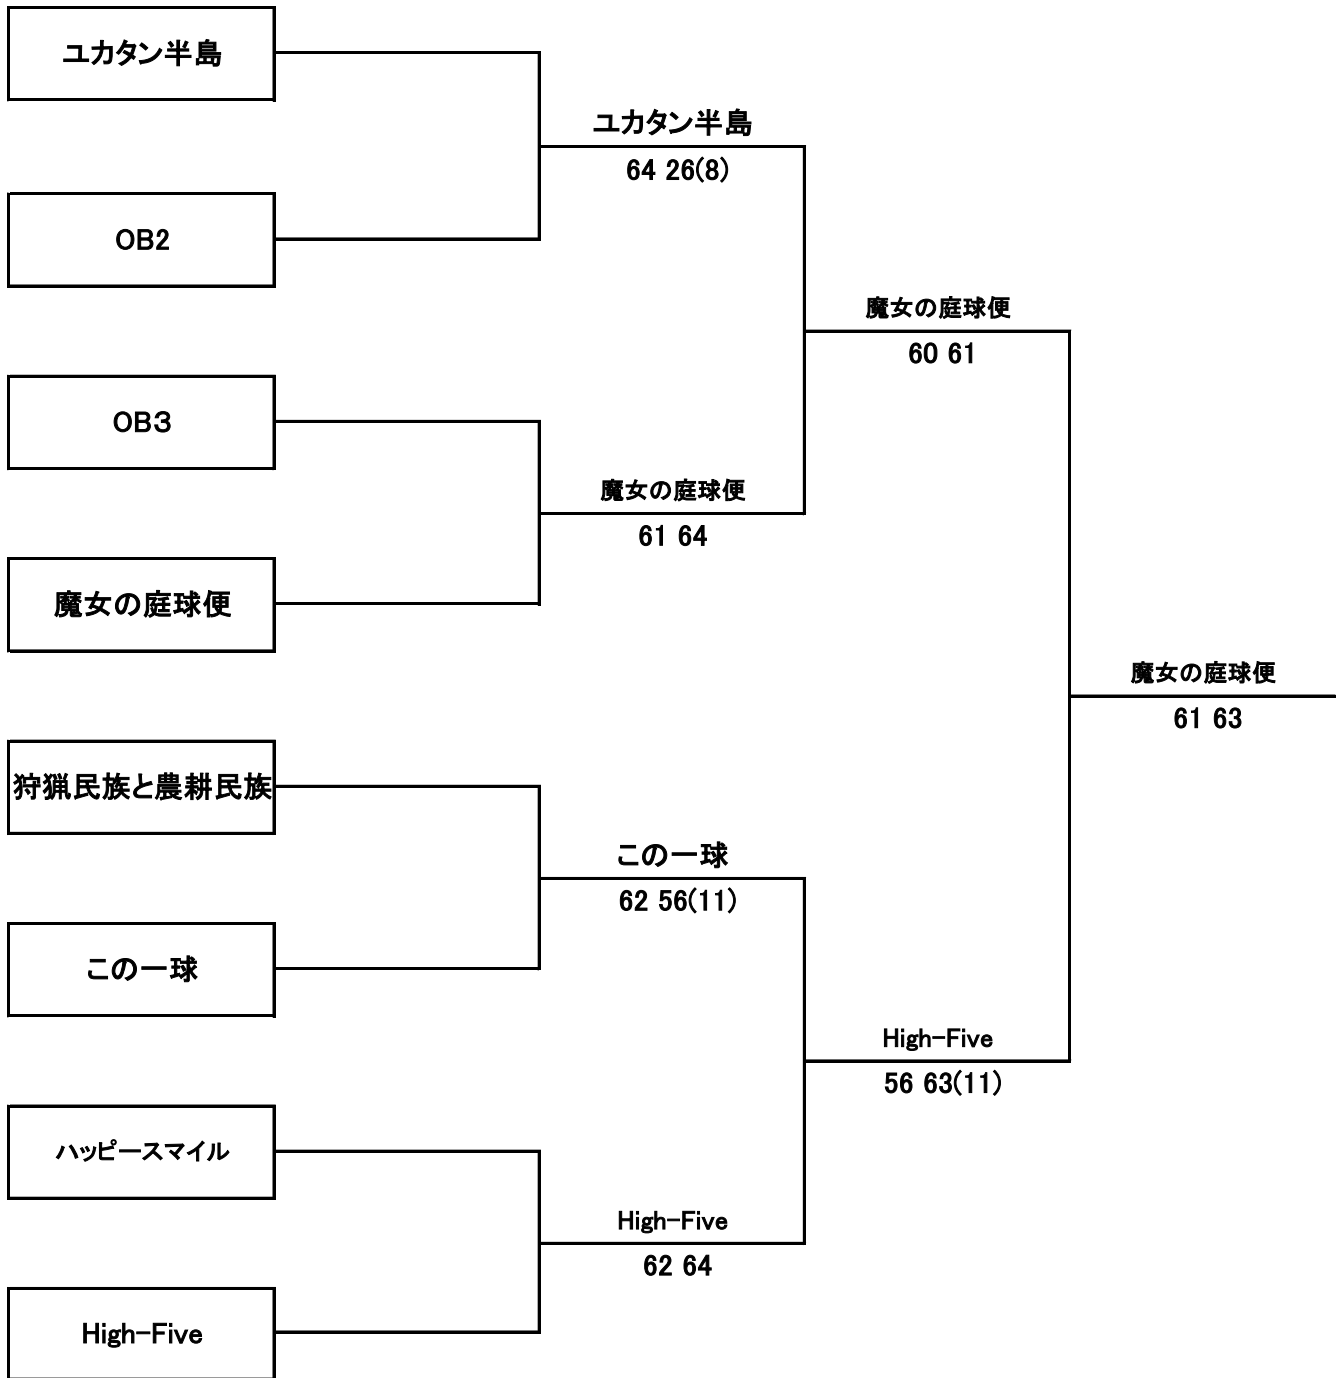 ユカタン半島
ユカタン半島
64 26(8)
OB2
魔女の庭球便
60 61
OB3
魔女の庭球便
61 64
魔女の庭球便
魔女の庭球便
61 63
狩猟民族と農耕民族
この一球
62 56(11)
この一球
High-Five
56 63(11)
ハッピースマイル
High-Five
62 64
High-Five